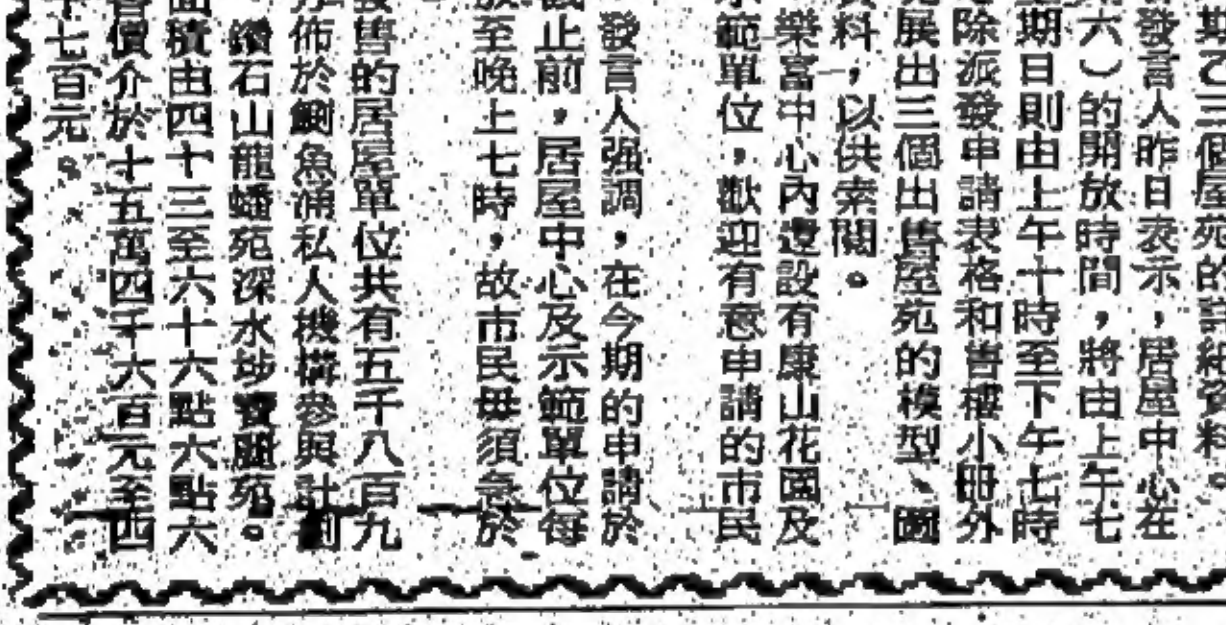 期乙三個屋苑的詳細資料。
發言人昨日表示，居屋中心在
六）的開放時間，將由上午七
期日則由上午十時至下午七時
除派發申請表格和售樓小冊外
展出三個出售屋苑的模型、圖
料，以供索閱。
樂富中心內還設有康山花園及
範單位，歡迎有意申請的市民
發言人強調，在今期的申請於
截止前，居屋中心及示範單位每
放至晚上七時，故市民毋須急於
發售的居屋單位共有五千八百九
佈於鰂魚涌私人機構參與計劃
鑽石山龍蟠苑深水埗寶麗苑。
面積由四十三至六十六點六點六
售價介於十五萬四千六百元至四
七百元。